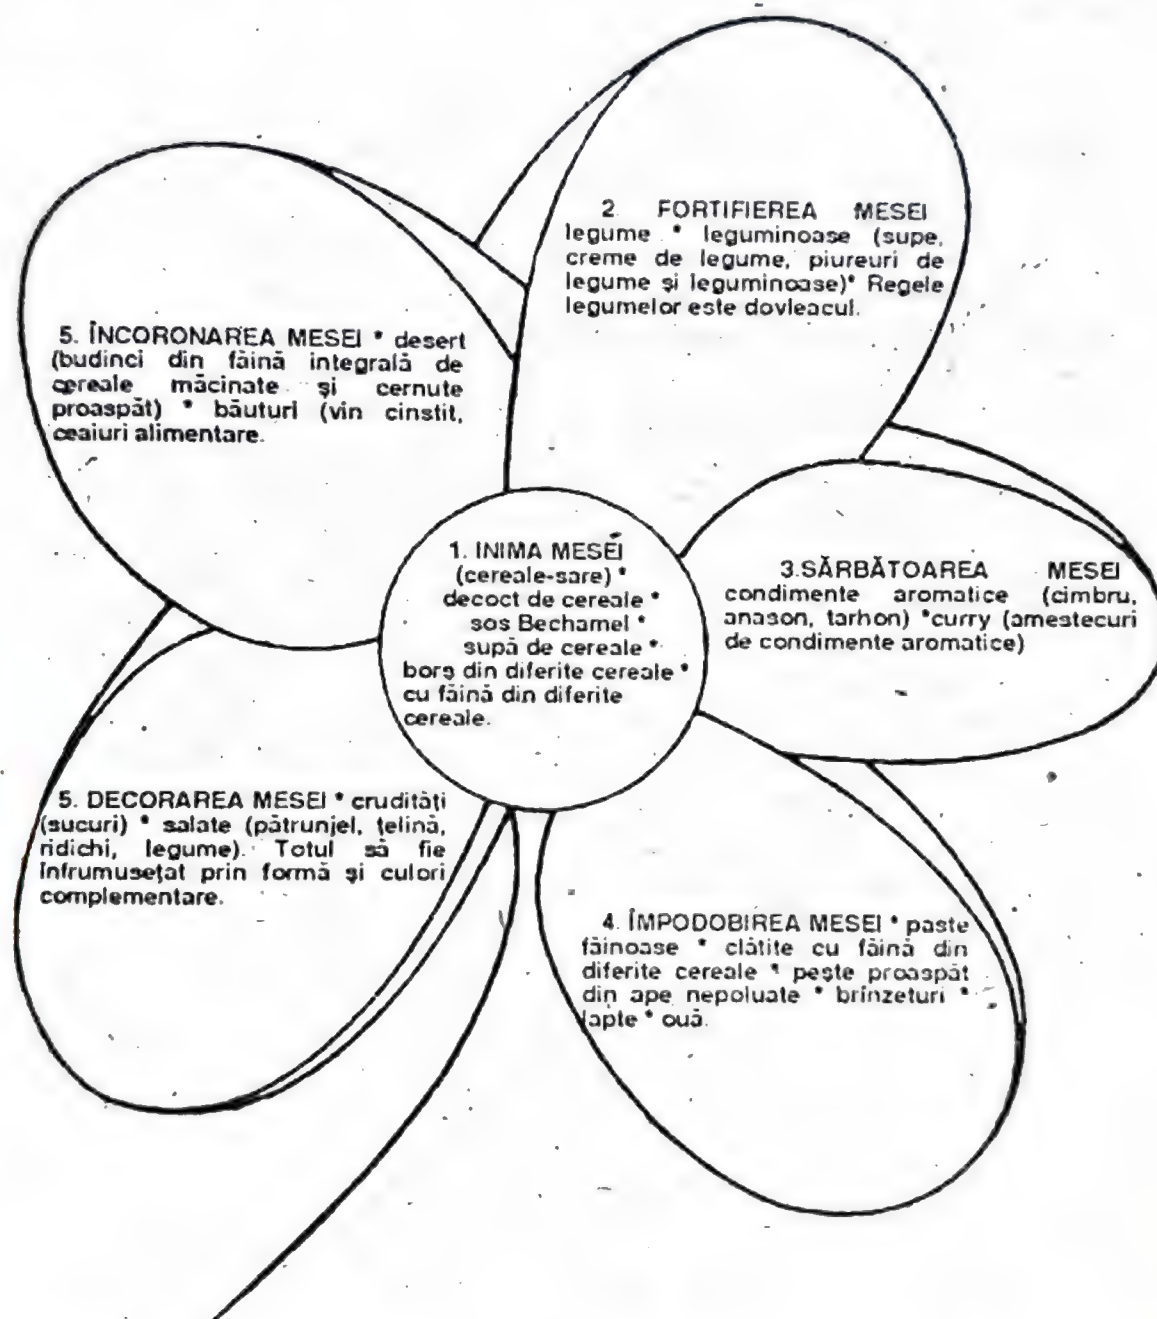 2. FORTIFIEREA MESEI
legume * leguminoase (supe,
creme de legume, piureuri de
legume și leguminoase)* Regele
legumelor este dovleacul.
5. ÎNCORONAREA MESEI * desert
(budinci din făină integrală de
cereale măcinate și cernute
proaspăt) * băuturi (vin cinstit,
ceaiuri alimentare.
1. INIMA MESEI
(cereale-sare) *
decoct de cereale *
sos Bechamel *
supă de cereale *
borș din diferite cereale *
cu făină din diferite
cereale.
3.SĂRBĂTOAREA MESEI
condimente aromatice (cimbru,
anason, tarhon) *curry (amestecuri
de condimente aromatice)
5. DECORAREA MESEI * crudități
(sucuri) * salate (pătrunjel, țelină,
ridichi, legume). Totul să fie
înfrumusețat prin formă și culori
complementare.
4. ÎMPODOBIREA MESEI * paste
făinoase * clătite cu făină din
diferite cereale * pește proaspăt
din ape nepoluate * brînzeturi *
lapte * ouă.